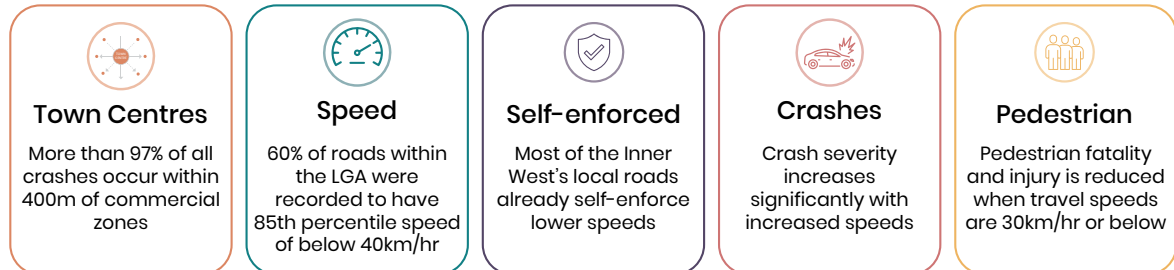 Town Centres
More than 97% of all
crashes occur within
400m of commercial
zones
Speed
60% of roads within
the LGA were
recorded to have
85th percentile speed
of below 40km/hr
Self-enforced
Most of the Inner
West's local roads
already self-enforce
lower speeds
Crashes
Crash severity
increases
significantly with
increased speeds
Pedestrian
Pedestrian fatality
and injury is reduced
when travel speeds
are 30km/hr or below